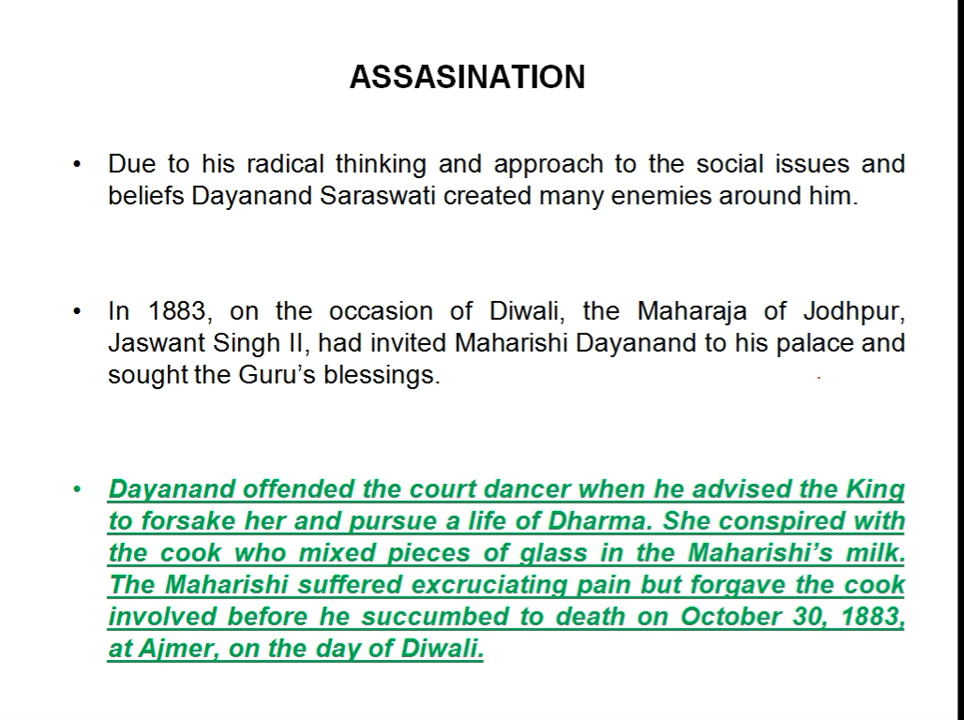 ASSASINATION
• Due to his radical thinking and approach to the social issues and
beliefs Dayanand Saraswati created many enemies around him.
• In 1883, on the occasion of Diwali, the Maharaja of Jodhpur,
Jaswant Singh II, had invited Maharishi Dayanand to his palace and
sought the Guru's blessings.
• Dayanand offended the court dancer when he advised the King
to forsake her and pursue a life of Dharma. She conspired with
the cook who mixed pieces of glass in the Maharishi's milk.
The Maharishi suffered excruciating pain but forgave the cook
involved before he succumbed to death on October 30, 1883,
at Ajmer, on the day of Diwali.